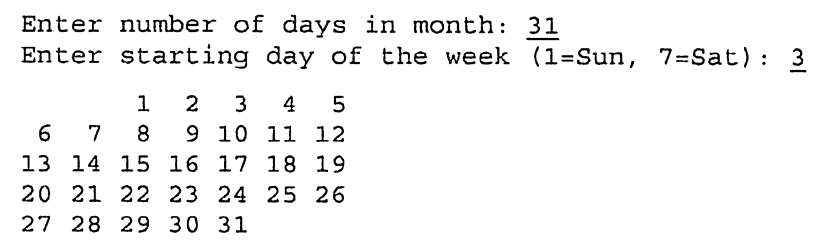 Enter number of days in month: 31
Enter starting day of the week (1=Sun, 7=Sat): 3
       1  2  3  4  5
 6  7  8  9 10 11 12
13 14 15 16 17 18 19
20 21 22 23 24 25 26
27 28 29 30 31